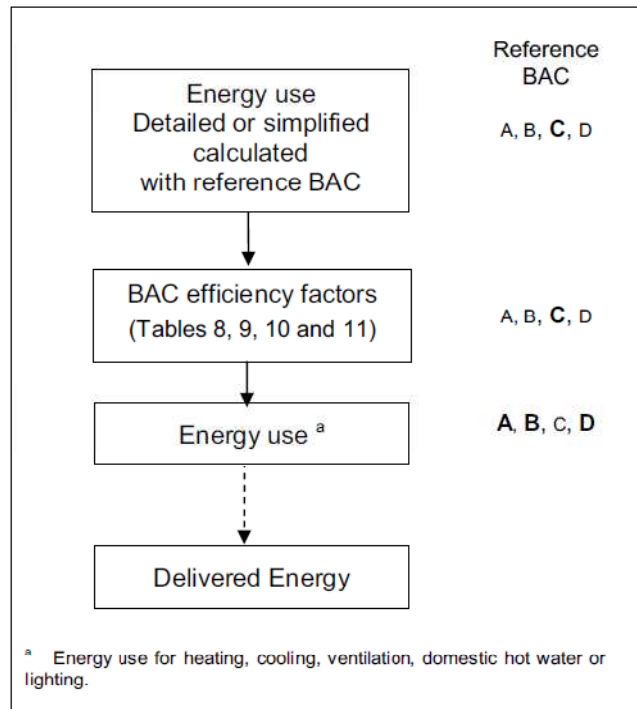 Reference
BAC
Energy use
Detailed or simplified
calculated
with reference BAC
A, B, C, D
BAC efficiency factors
(Tables 8, 9, 10 and 11)
A, B, C, D
Energy use a
A, B, C, D
Delivered Energy
a Energy use for heating, cooling, ventilation, domestic hot water or
lighting.